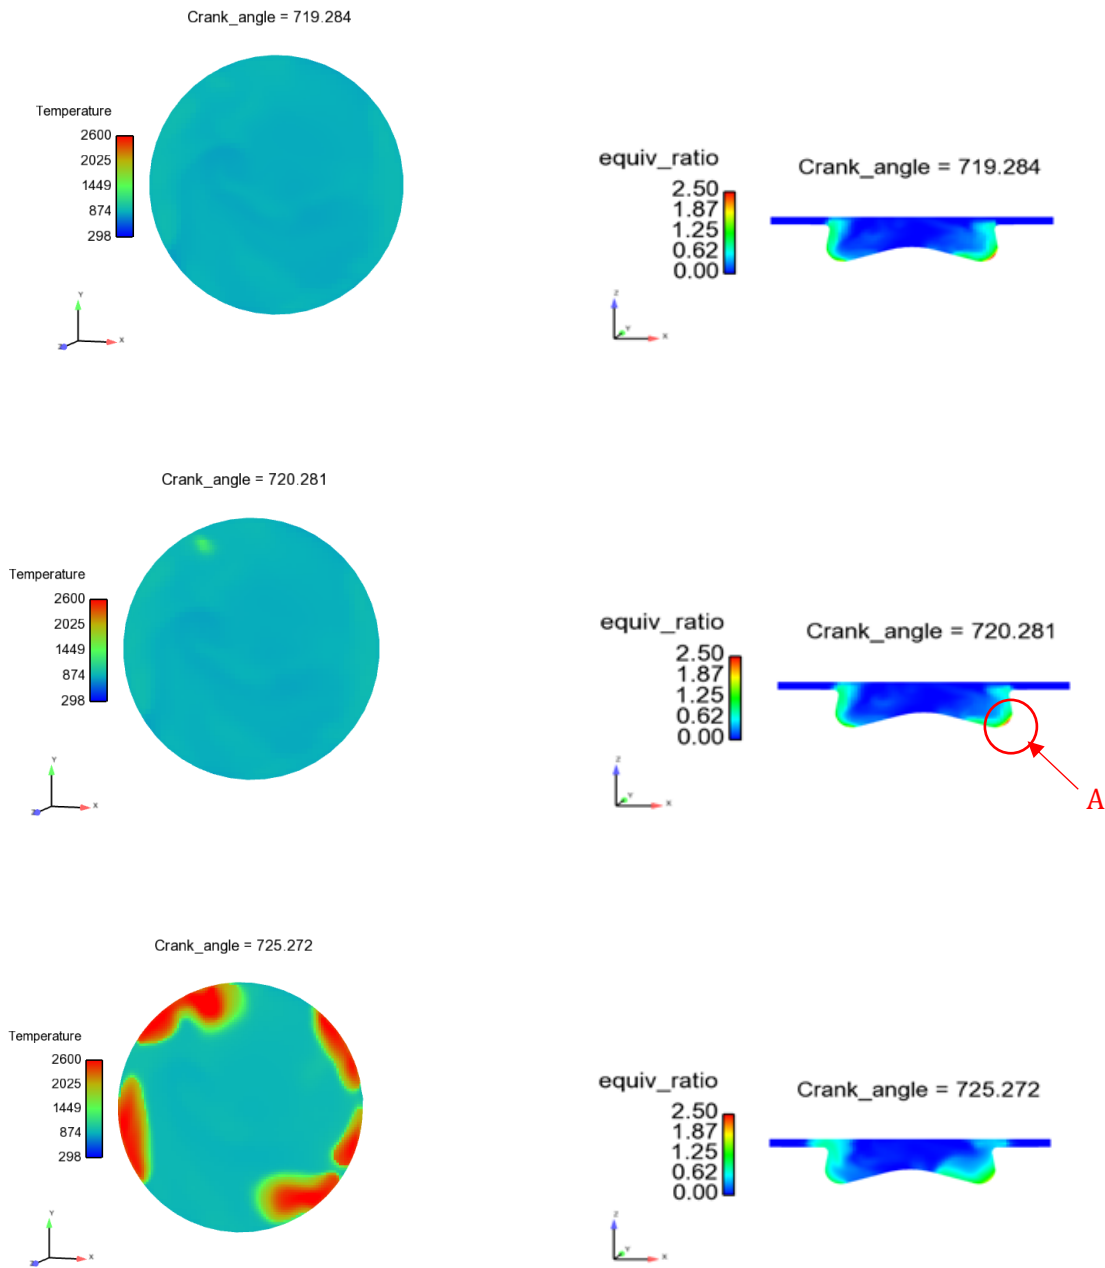 Crank_angle = 719.284
Temperature
2600
2025
1449
874
298
Y
X
Z
equiv_ratio
Crank_angle = 719.284
2.50
1.87
1.25
0.62
0.00
Z
Y
X
Crank_angle = 720.281
Temperature
2600
2025
1449
874
298
Y
X
Z
equiv_ratio
Crank_angle = 720.281
2.50
1.87
1.25
0.62
0.00
Z
Y
X
A
Crank_angle = 725.272
Temperature
2600
2025
1449
874
298
Y
X
Z
equiv_ratio
Crank_angle = 725.272
2.50
1.87
1.25
0.62
0.00
Z
Y
X